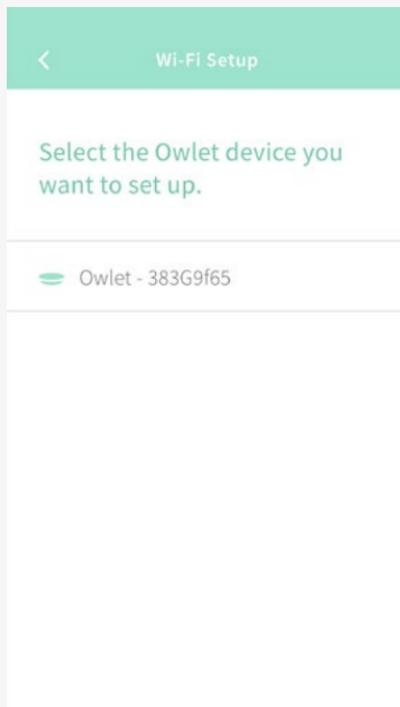 Wi-Fi Setup
Select the Owlet device you
want to set up.
Owlet - 383G9f65